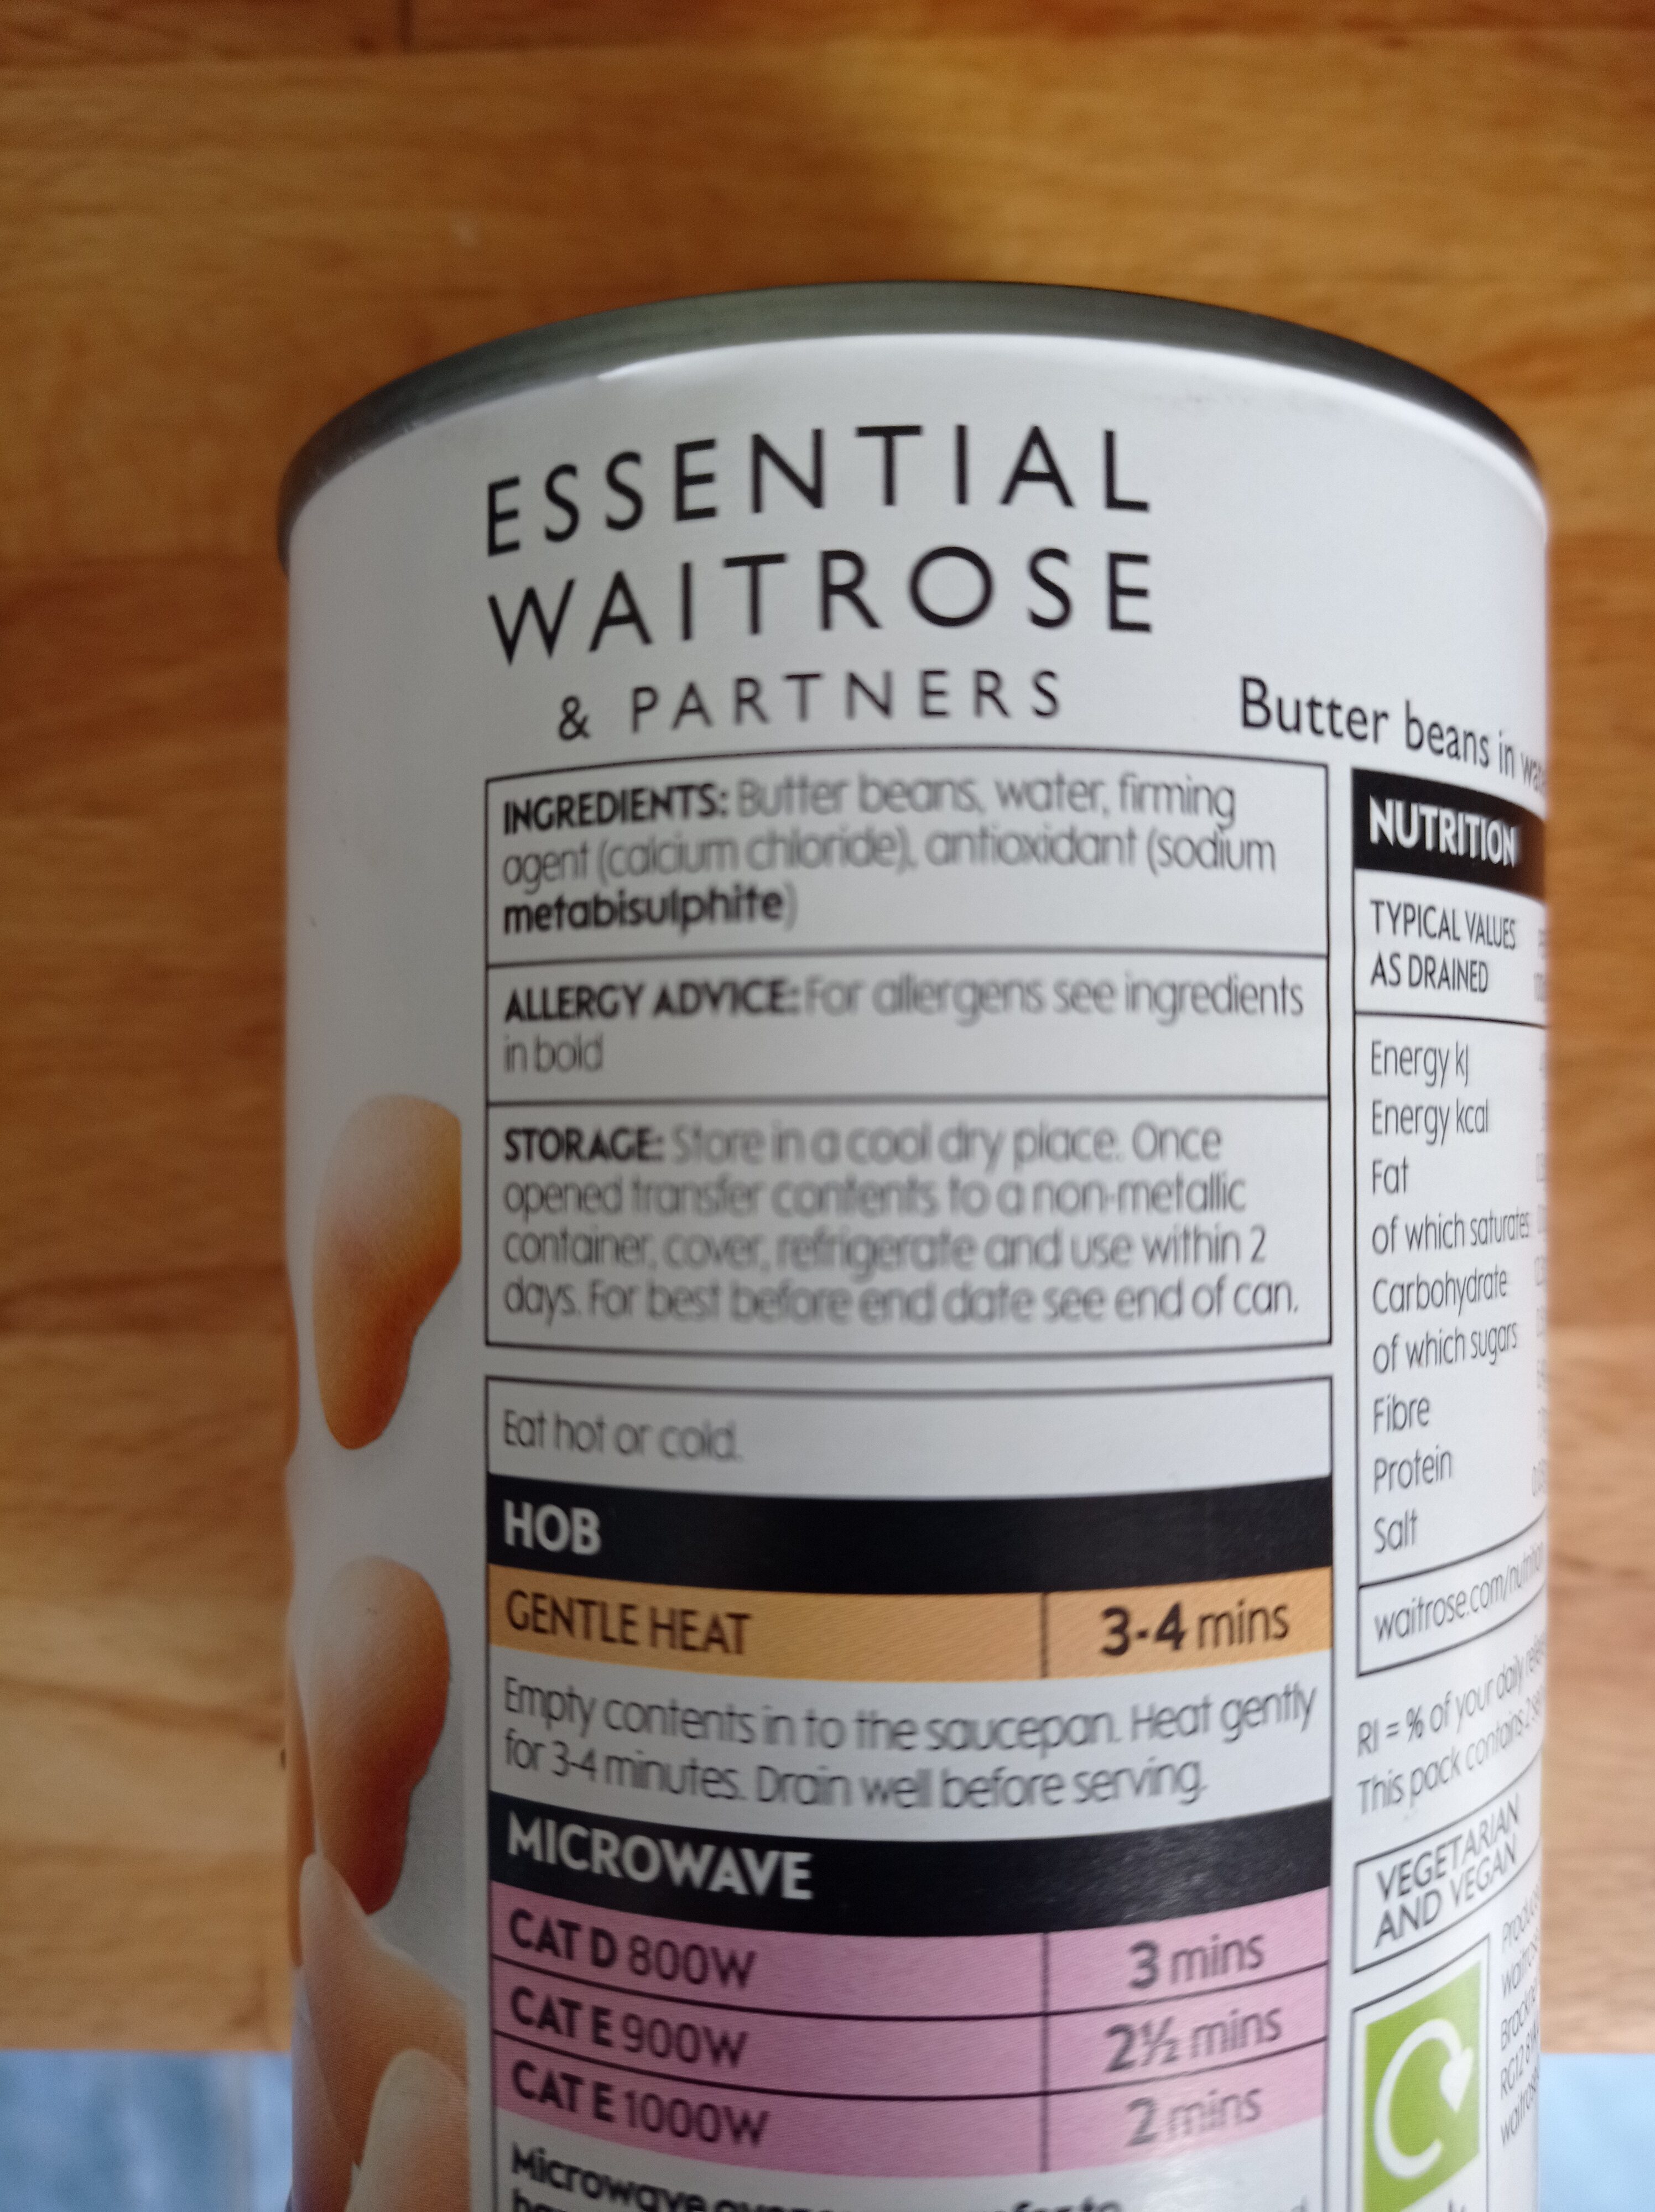 ESSENTIAL
WAITROSE
& PARTNERS
Butter beans in
INGREDIENTS: Butter beans, water, firming
agent (calcium chloride), antioxidant (sodium
metabisulphite)
ALLERGY ADVICE: For allergens see ingredients
in bold
STORAGE: Store in a cool dry place. Once
opened transfer contents to a non-metallic
container, cover, refrigerate and use within 2
days. For best before end date see end of can.
Eat hot or cold.
HOB
GENTLE HEAT 3-4 mins
Empty contents in to the saucepan. Heat gently
for 3-4 minutes. Drain well before serving.
MICROWAVE
CAT D 800W 3 mins
CAT E 900W 2½ mins
CAT E 1000W 2 mins
Microwave
NUTRITION
TYPICAL VALUES
AS DRAINED
Energy kJ
Energy kcal
Fat
of which saturates
Carbohydrate
of which sugars
Fibre
Protein
Salt
waitrose.com/nutrition
RI = % of your daily
This pack contains
VEGETARIAN
AND VEGAN